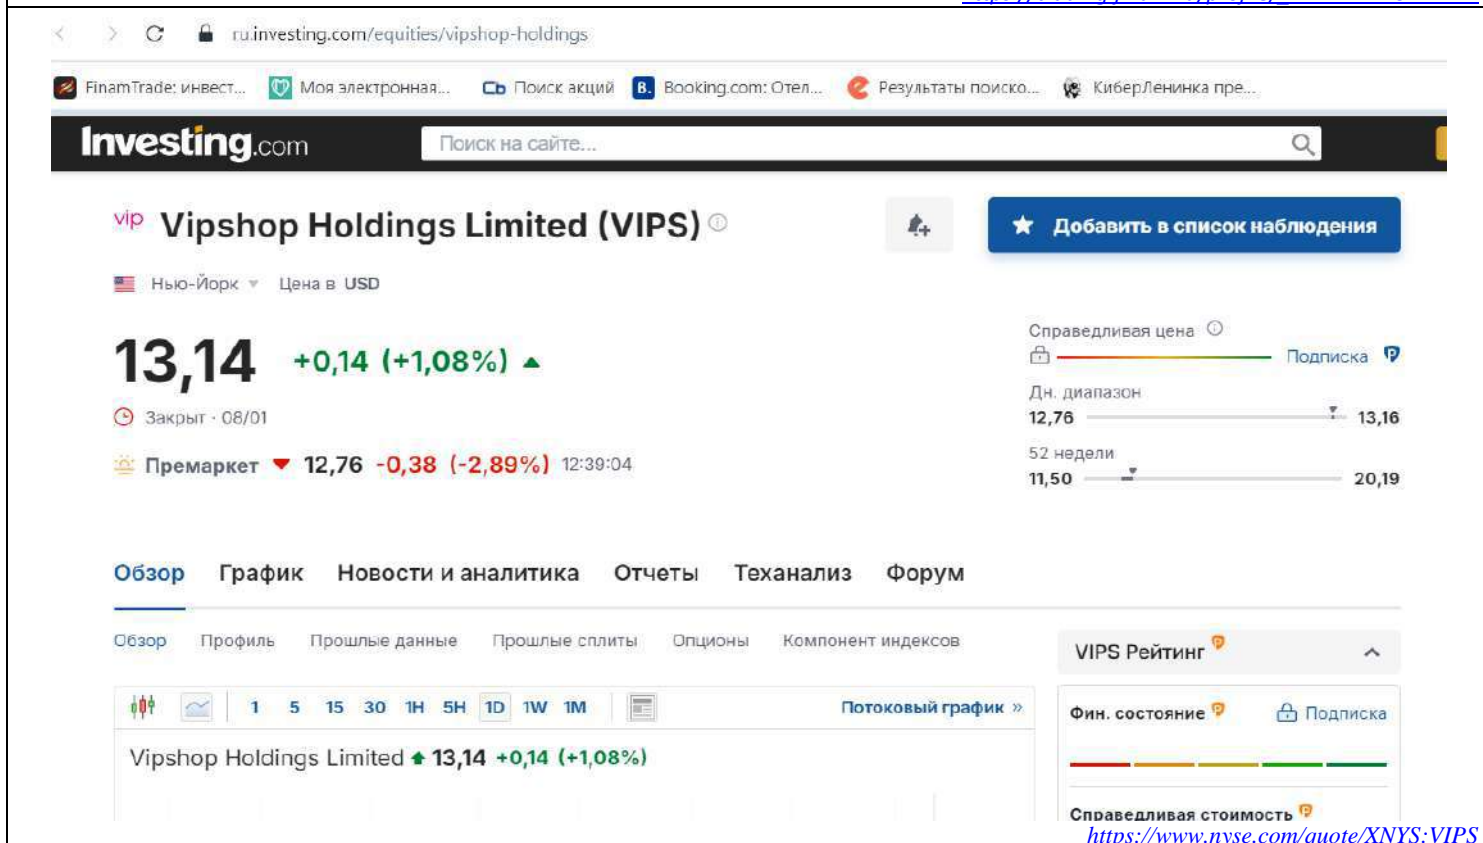 ru.investing.com/equities/vipshop-holdings
FinamTrade: инвест... Моя электронная... Сb Поиск акций B. Booking.com: Отел... Результаты поиско... КиберЛенинка пре...
Investing.com Поиск на сайте...
vip Vipshop Holdings Limited (VIPS)
Добавить в список наблюдения
Нью-Йорк Цена в USD
13,14 +0,14 (+1,08%)
Закрыт · 08/01
Премаркет 12,76 -0,38 (-2,89%) 12:39:04
Справедливая цена
Подписка
Дн. диапазон
12,76 13,16
52 недели
11,50 20,19
Обзор График Новости и аналитика Отчеты Теханализ Форум
Обзор Профиль Прошлые данные Прошлые сплиты Опционы Компонент индексов
1 5 15 30 1H 5H 1D 1W 1M Потоковый график »
Vipshop Holdings Limited 13,14 +0,14 (+1,08%)
VIPS Рейтинг
Фин. состояние Подписка
Справедливая стоимость
https://www.nyse.com/quote/XNYS:VIPS